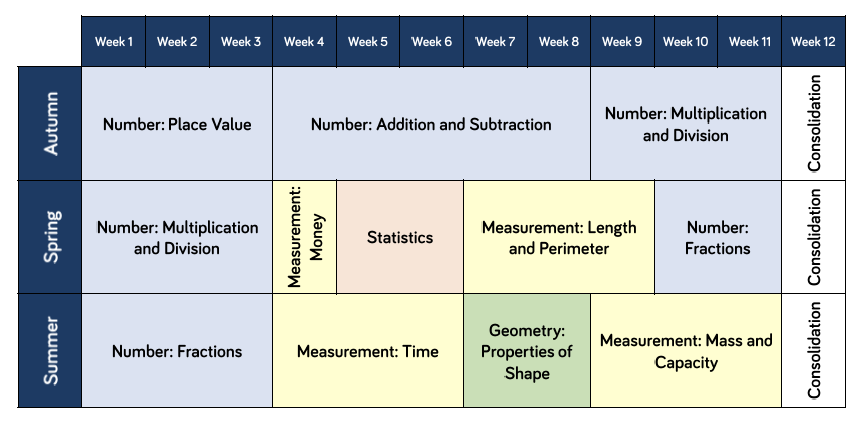 Week 1 Week 2 Week 3 Week 4 Week 5 Week 6 Week 7 Week 8 Week 9 Week 10 Week 11 Week 12
Autumn
Number: Place Value
Number: Addition and Subtraction
Number: Multiplication
and Division
Consolidation
Spring
Number: Multiplication
and Division
Measurement:
Money
Statistics
Measurement: Length
and Perimeter
Number:
Fractions
Consolidation
Summer
Number: Fractions
Measurement: Time
Geometry:
Properties of
Shape
Measurement: Mass and
Capacity
Consolidation